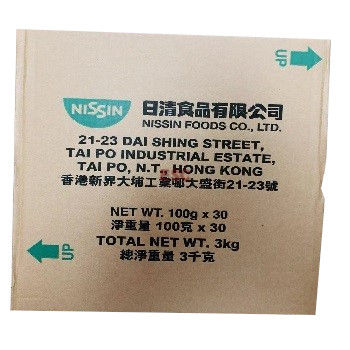 UP
NISSIN 日清食品有限公司
NISSIN FOODS CO., LTD.
21-23 DAI SHING STREET,
TAI PO INDUSTRIAL ESTATE,
TAI PO, N.T., HONG KONG
香港新界大埔工業邨大盛街21-23號
NET WT. 100g x 30
淨重量 100克 x 30
TOTAL NET WT. 3kg
總淨重量 3千克
UP